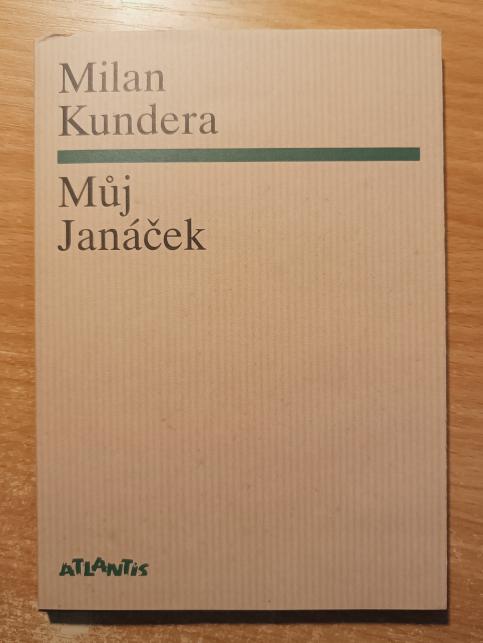 Milan
Kundera
Můj
Janáček
ATLANTIS